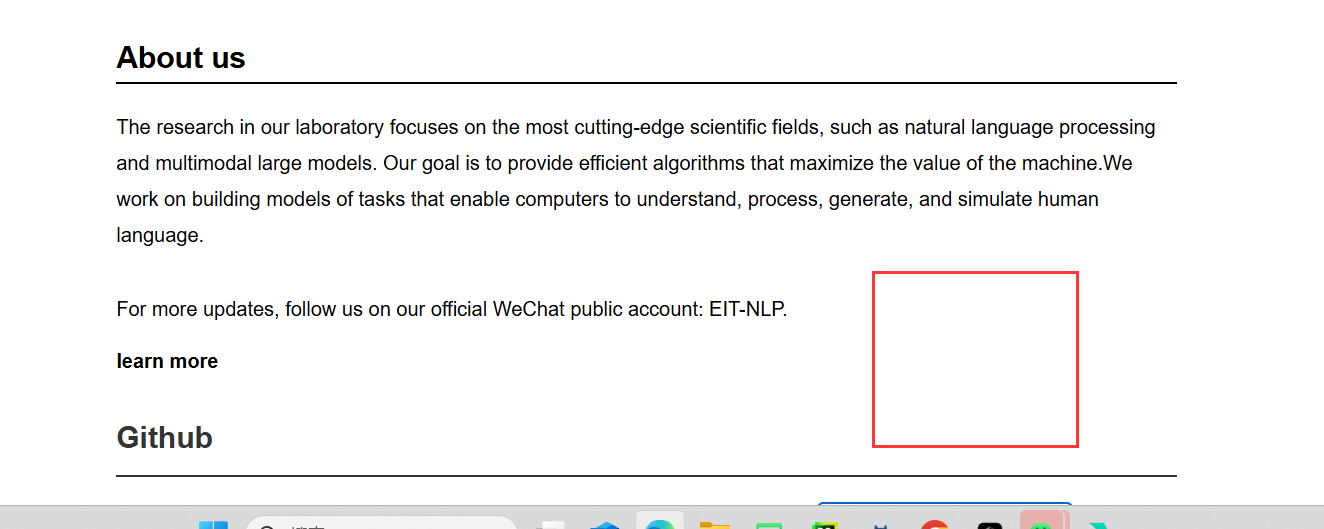 About us
The research in our laboratory focuses on the most cutting-edge scientific fields, such as natural language processing
and multimodal large models. Our goal is to provide efficient algorithms that maximize the value of the machine.We
work on building models of tasks that enable computers to understand, process, generate, and simulate human
language.
For more updates, follow us on our official WeChat public account: EIT-NLP.
learn more
Github